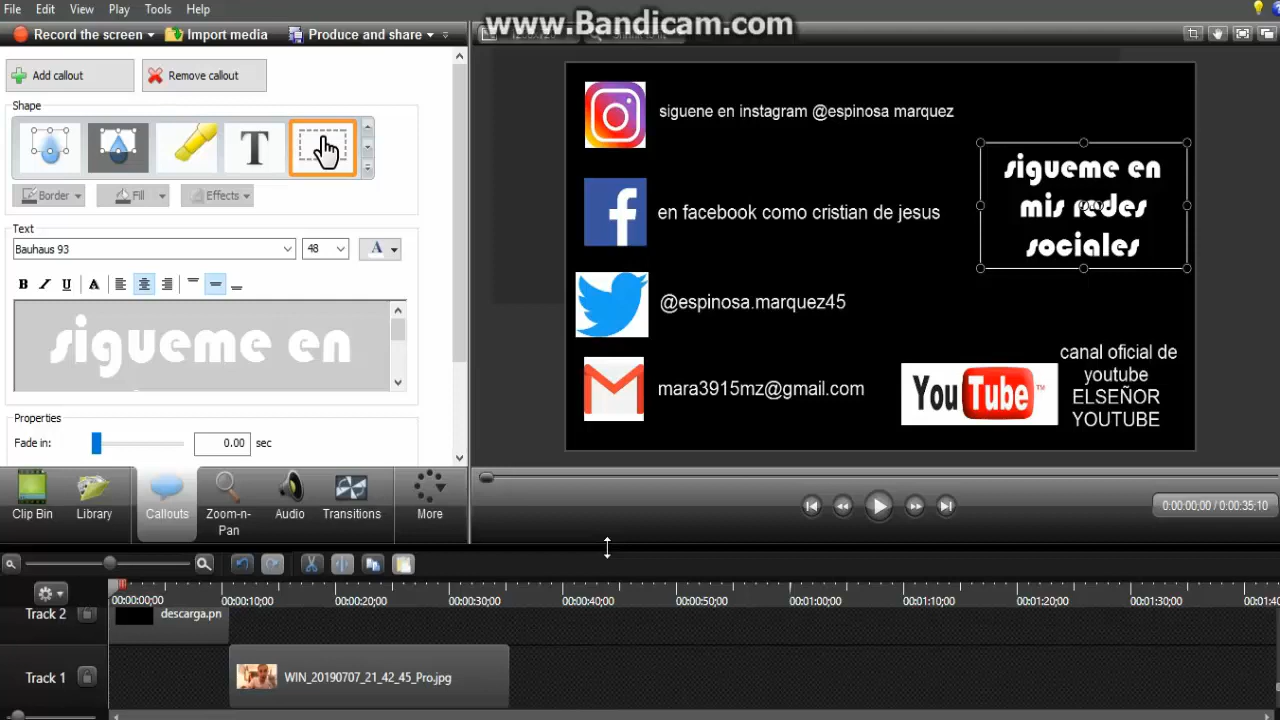 File Edit View Play Tools Help
www.Bandicam.com
Record the screen Import media Produce and share
Add callout Remove callout
Shape
T
Border Fill Effects
Text
Bauhaus 93 48 A
B I U A
sigueme en
Properties
Fade in: 0.00 sec
Clip Bin Library Callouts Zoom-n-Pan Audio Transitions More
siguene en instagram @espinosa marquez
en facebook como cristian de jesus
@espinosa.marquez45
mara3915mz@gmail.com
sigueme en
mis redes
sociales
YouTube™
canal oficial de
youtube
ELSEÑOR
YOUTUBE
0:00:00;00 / 0:00:35;10
00:00:00;00 00:00:10;00 00:00:20;00 00:00:30;00 00:00:40;00 00:00:50;00 00:01:00;00 00:01:10;00 00:01:20;00 00:01:30;00 00:01:40
Track 2 descarga.pn
Track 1 WIN_20190707_21_42_45_Pro.jpg